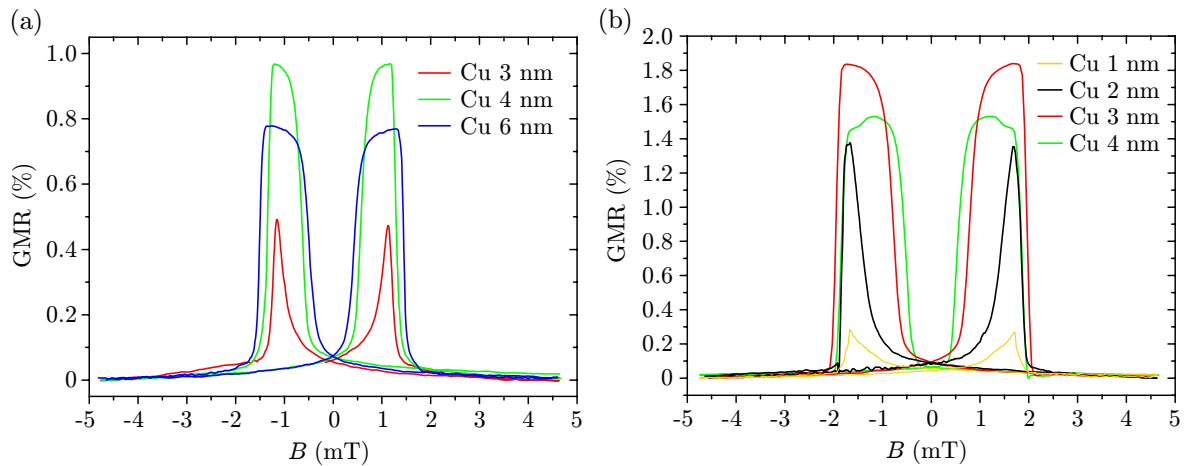 (a)
1.0
0.8
0.6
0.4
0.2
0
GMR (%)
Cu 3 nm
Cu 4 nm
Cu 6 nm
-5 -4 -3 -2 -1 0 1 2 3 4 5
B (mT)
(b)
2.0
1.8
1.6
1.4
1.2
1.0
0.8
0.6
0.4
0.2
0
GMR (%)
Cu 1 nm
Cu 2 nm
Cu 3 nm
Cu 4 nm
-5 -4 -3 -2 -1 0 1 2 3 4 5
B (mT)